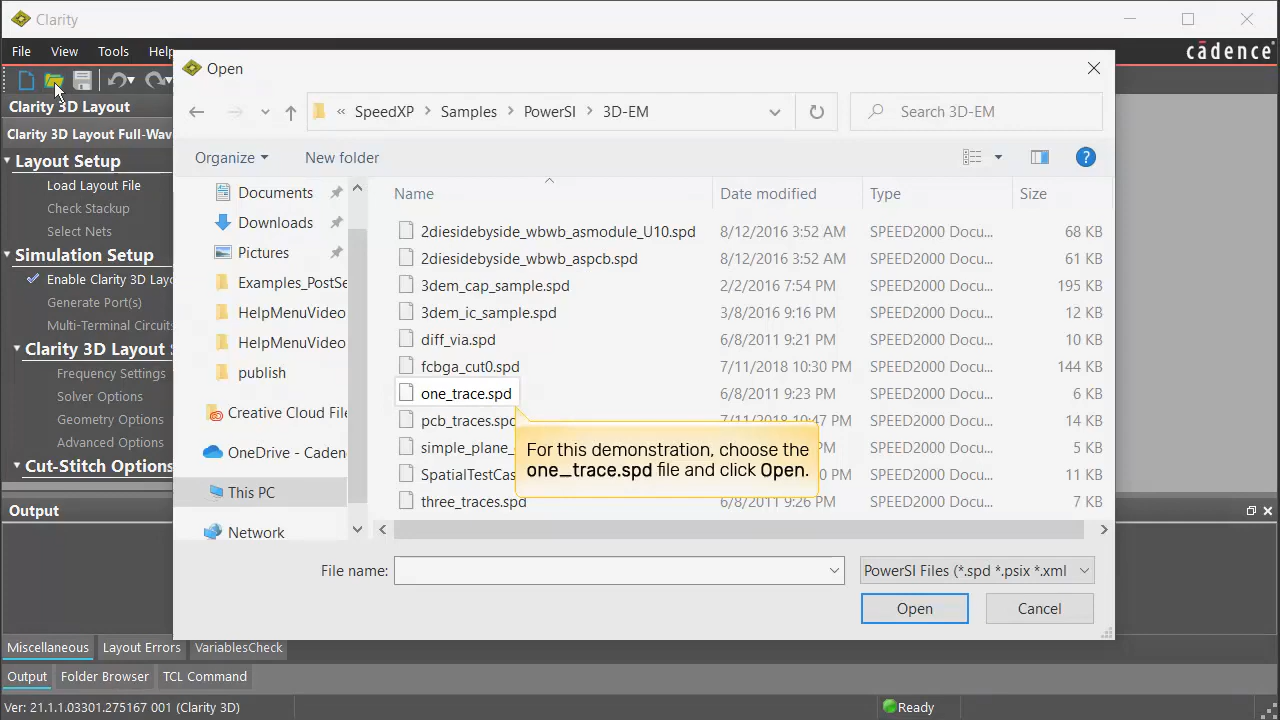 Clarity
File View Tools Help
cādence
Clarity 3D Layout
Clarity 3D Layout Full-Wav
Layout Setup
Load Layout File
Check Stackup
Select Nets
Simulation Setup
Enable Clarity 3D Layo
Generate Port(s)
Multi-Terminal Circuits
Clarity 3D Layout S
Frequency Settings
Solver Options
Geometry Options
Advanced Options
Cut-Stitch Options
Open
« SpeedXP > Samples > PowerSI > 3D-EM
Search 3D-EM
Organize New folder
Documents
Downloads
Pictures
Examples_PostSe
HelpMenuVideo
HelpMenuVideo
publish
Creative Cloud File
OneDrive - Caden
This PC
Network
Name Date modified Type Size
2diesidebyside_wbwb_asmodule_U10.spd 8/12/2016 3:52 AM SPEED2000 Docu... 68 KB
2diesidebyside_wbwb_aspcb.spd 8/12/2016 3:52 AM SPEED2000 Docu... 61 KB
3dem_cap_sample.spd 2/2/2016 7:54 PM SPEED2000 Docu... 195 KB
3dem_ic_sample.spd 3/8/2016 9:16 PM SPEED2000 Docu... 12 KB
diff_via.spd 6/8/2011 9:21 PM SPEED2000 Docu... 10 KB
fcbga_cut0.spd 7/11/2018 10:30 PM SPEED2000 Docu... 144 KB
one_trace.spd 6/8/2011 9:23 PM SPEED2000 Docu... 6 KB
pcb_traces.spd 7/11/2018 10:47 PM SPEED2000 Docu... 14 KB
simple_plane_ SPEED2000 Docu... 5 KB
SpatialTestCas PM SPEED2000 Docu... 11 KB
three_traces.spd 6/8/2011 9:26 PM SPEED2000 Docu... 7 KB
For this demonstration, choose the
one_trace.spd file and click Open.
File name:
PowerSI Files (*.spd *.psix *.xml
Open Cancel
Output
Miscellaneous Layout Errors VariablesCheck
Output Folder Browser TCL Command
Ver: 21.1.1.03301.275167 001 (Clarity 3D)
Ready